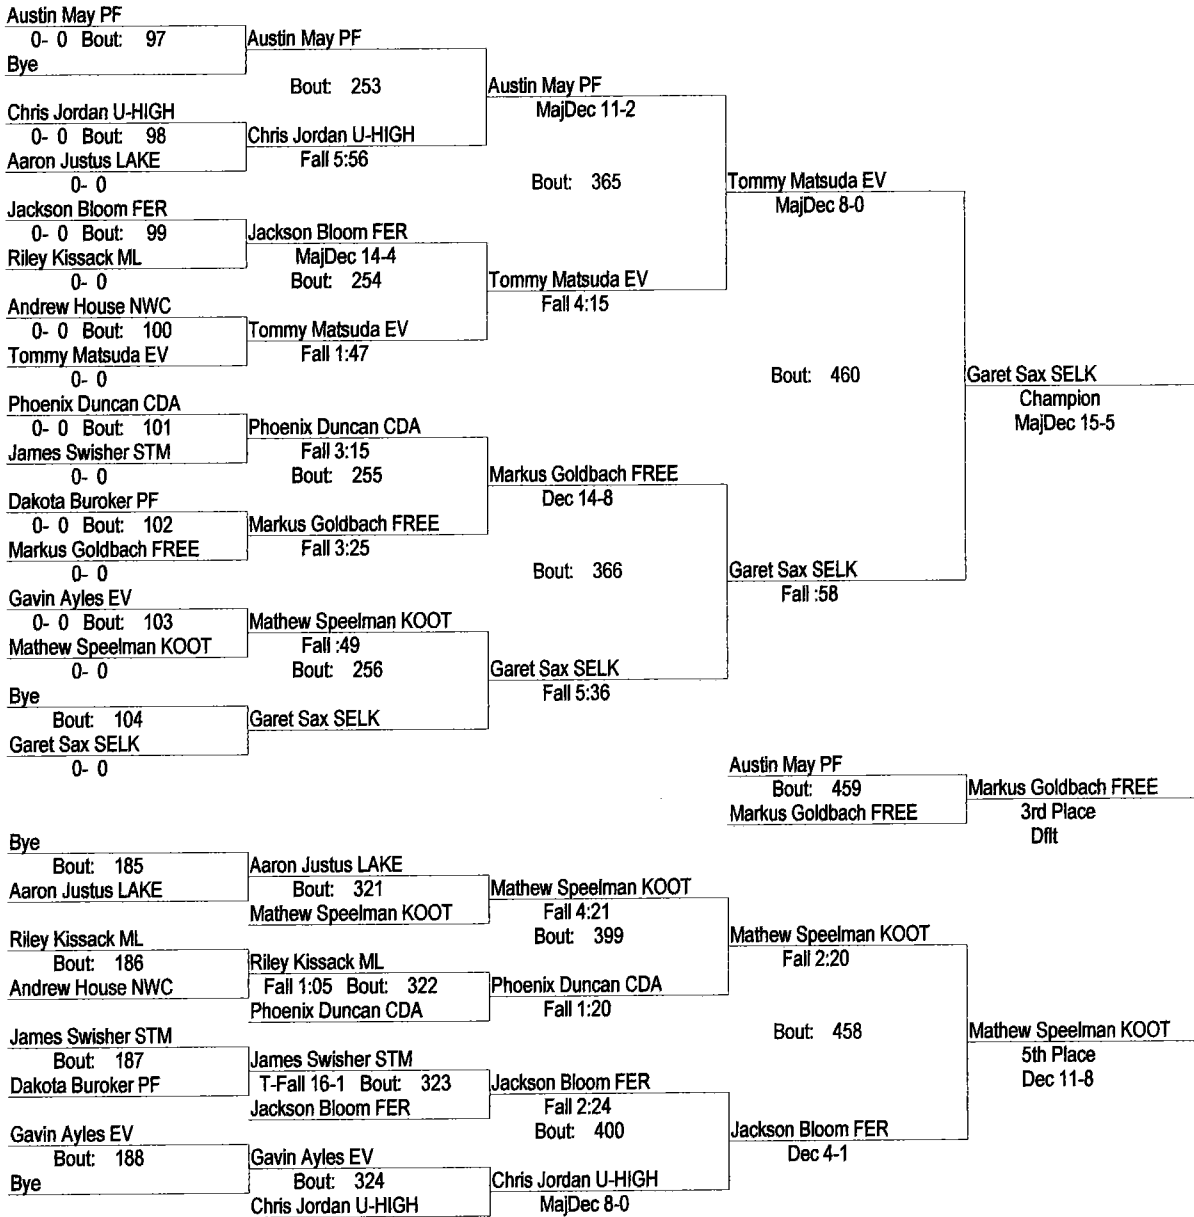 Austin May PF
0- 0 Bout: 97
Bye
Austin May PF
Bout: 253
Chris Jordan U-HIGH
0- 0 Bout: 98
Aaron Justus LAKE
0- 0
Chris Jordan U-HIGH
Fall 5:56
Austin May PF
MajDec 11-2
Bout: 365
Jackson Bloom FER
0- 0 Bout: 99
Riley Kissack ML
0- 0
Jackson Bloom FER
MajDec 14-4
Bout: 254
Andrew House NWC
0- 0 Bout: 100
Tommy Matsuda EV
0- 0
Tommy Matsuda EV
Fall 1:47
Tommy Matsuda EV
Fall 4:15
Tommy Matsuda EV
MajDec 8-0
Bout: 460
Garet Sax SELK
Champion
MajDec 15-5
Phoenix Duncan CDA
0- 0 Bout: 101
James Swisher STM
0- 0
Phoenix Duncan CDA
Fall 3:15
Bout: 255
Dakota Buroker PF
0- 0 Bout: 102
Markus Goldbach FREE
0- 0
Markus Goldbach FREE
Fall 3:25
Markus Goldbach FREE
Dec 14-8
Bout: 366
Gavin Ayles EV
0- 0 Bout: 103
Mathew Speelman KOOT
0- 0
Mathew Speelman KOOT
Fall :49
Bout: 256
Bye
Bout: 104
Garet Sax SELK
0- 0
Garet Sax SELK
Garet Sax SELK
Fall 5:36
Garet Sax SELK
Fall :58
Austin May PF
Bout: 459
Markus Goldbach FREE
Markus Goldbach FREE
3rd Place
Dflt
Bye
Bout: 185
Aaron Justus LAKE
Aaron Justus LAKE
Bout: 321
Mathew Speelman KOOT
Mathew Speelman KOOT
Fall 4:21
Bout: 399
Riley Kissack ML
Bout: 186
Andrew House NWC
Riley Kissack ML
Fall 1:05 Bout: 322
Phoenix Duncan CDA
Phoenix Duncan CDA
Fall 1:20
Mathew Speelman KOOT
Fall 2:20
Bout: 458
James Swisher STM
Bout: 187
Dakota Buroker PF
James Swisher STM
T-Fall 16-1 Bout: 323
Jackson Bloom FER
Jackson Bloom FER
Fall 2:24
Bout: 400
Gavin Ayles EV
Bout: 188
Bye
Gavin Ayles EV
Bout: 324
Chris Jordan U-HIGH
Chris Jordan U-HIGH
MajDec 8-0
Jackson Bloom FER
Dec 4-1
Mathew Speelman KOOT
5th Place
Dec 11-8